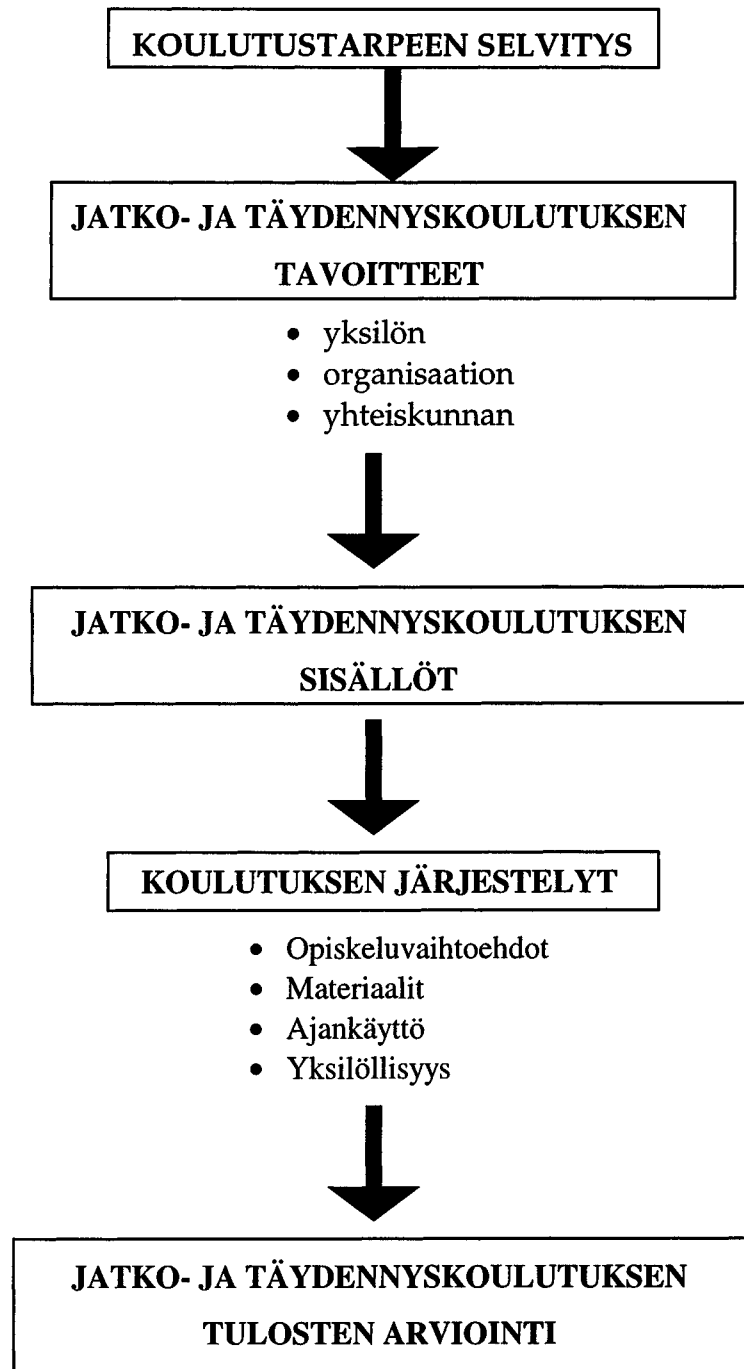 KOULUTUSTARPEEN SELVITYS
JATKO- JA TÄYDENNYSKOULUTUKSEN
TAVOITTEET
• yksilön
• organisaation
• yhteiskunnan
JATKO- JA TÄYDENNYSKOULUTUKSEN
SISÄLLÖT
KOULUTUKSEN JÄRJESTELYT
• Opiskeluvaihtoehdot
• Materiaalit
• Ajankäyttö
• Yksilöllisyys
JATKO- JA TÄYDENNYSKOULUTUKSEN
TULOSTEN ARVIOINTI